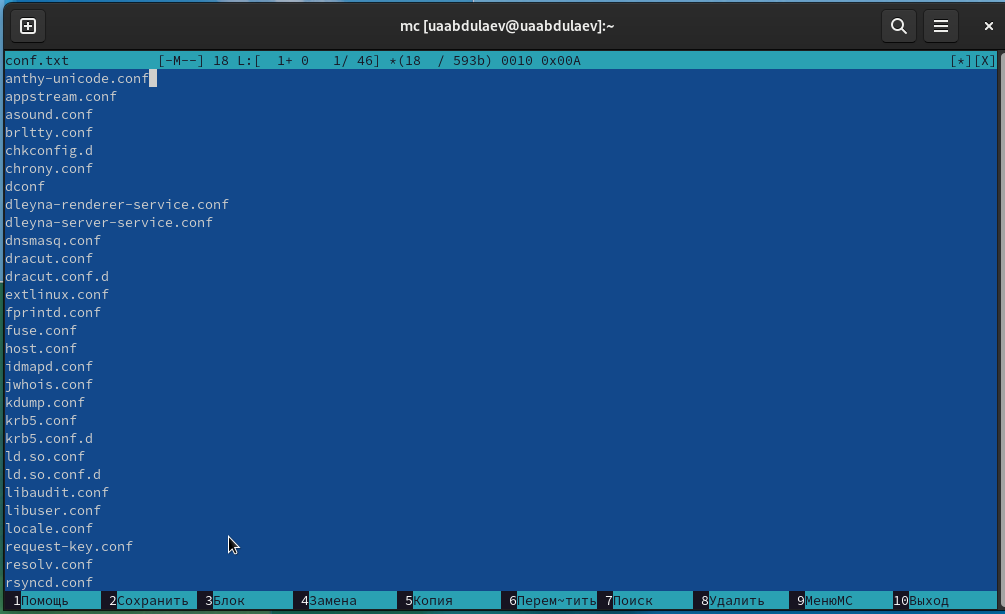 mc [uaabdulaev@uaabdulaev]:~
conf.txt [-M--] 18 L:[ 1+ 0 1/ 46] *(18 / 593b) 0010 0x00A [*][X]
anthy-unicode.conf
appstream.conf
asound.conf
brltty.conf
chkconfig.d
chrony.conf
dconf
dleyna-renderer-service.conf
dleyna-server-service.conf
dnsmasq.conf
dracut.conf
dracut.conf.d
extlinux.conf
fprintd.conf
fuse.conf
host.conf
idmapd.conf
jwhois.conf
kdump.conf
krb5.conf
krb5.conf.d
ld.so.conf
ld.so.conf.d
libaudit.conf
libuser.conf
locale.conf
request-key.conf
resolv.conf
rsyncd.conf
1Помощь 2Сохранить 3Блок 4Замена 5Копия 6Перем~тить 7Поиск 8Удалить 9МенюMC 10Выход